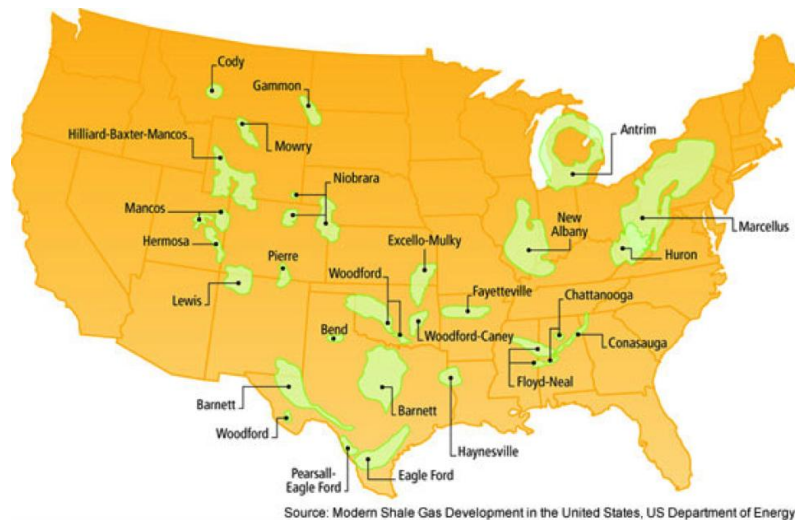 Cody
Gammon
Antrim
Hilliard-Baxter-Mancos
Mowry
Niobrara
Mancos
New
Albany
Marcellus
Hermosa
Pierre
Excello-Mulky
Huron
Woodford
Fayetteville
Chattanooga
Lewis
Bend
Woodford-Caney
Conasauga
Floyd-Neal
Barnett
Barnett
Woodford
Haynesville
Pearsall-
Eagle Ford
Eagle Ford
Source: Modern Shale Gas Development in the United States, US Department of Energy